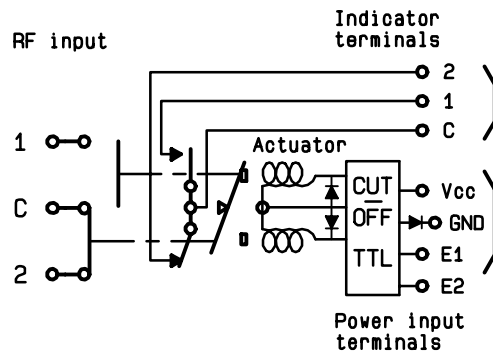 Indicator
terminals
RF input
2
1
C
Actuator
1
C
2
CUT
OFF
TTL
Vcc
GND
E1
E2
Power input
terminals